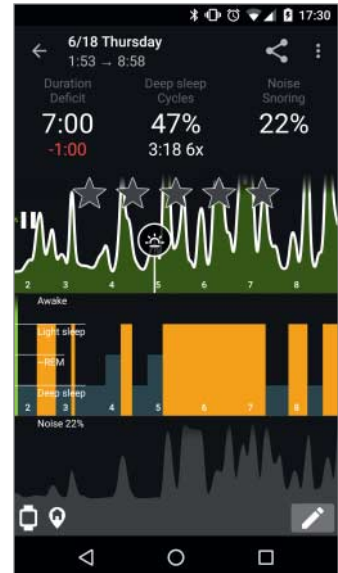 17:30
6/18 Thursday
1:53 → 8:58
Duration Deep sleep Noise
Deficit Cycles Snoring
7:00 47% 22%
-1:00 3:18 6x
2 3 4 5 6 7 8
Awake
Light sleep
~REM
Deep sleep
2 3 4 5 6 7 8
Noise 22%